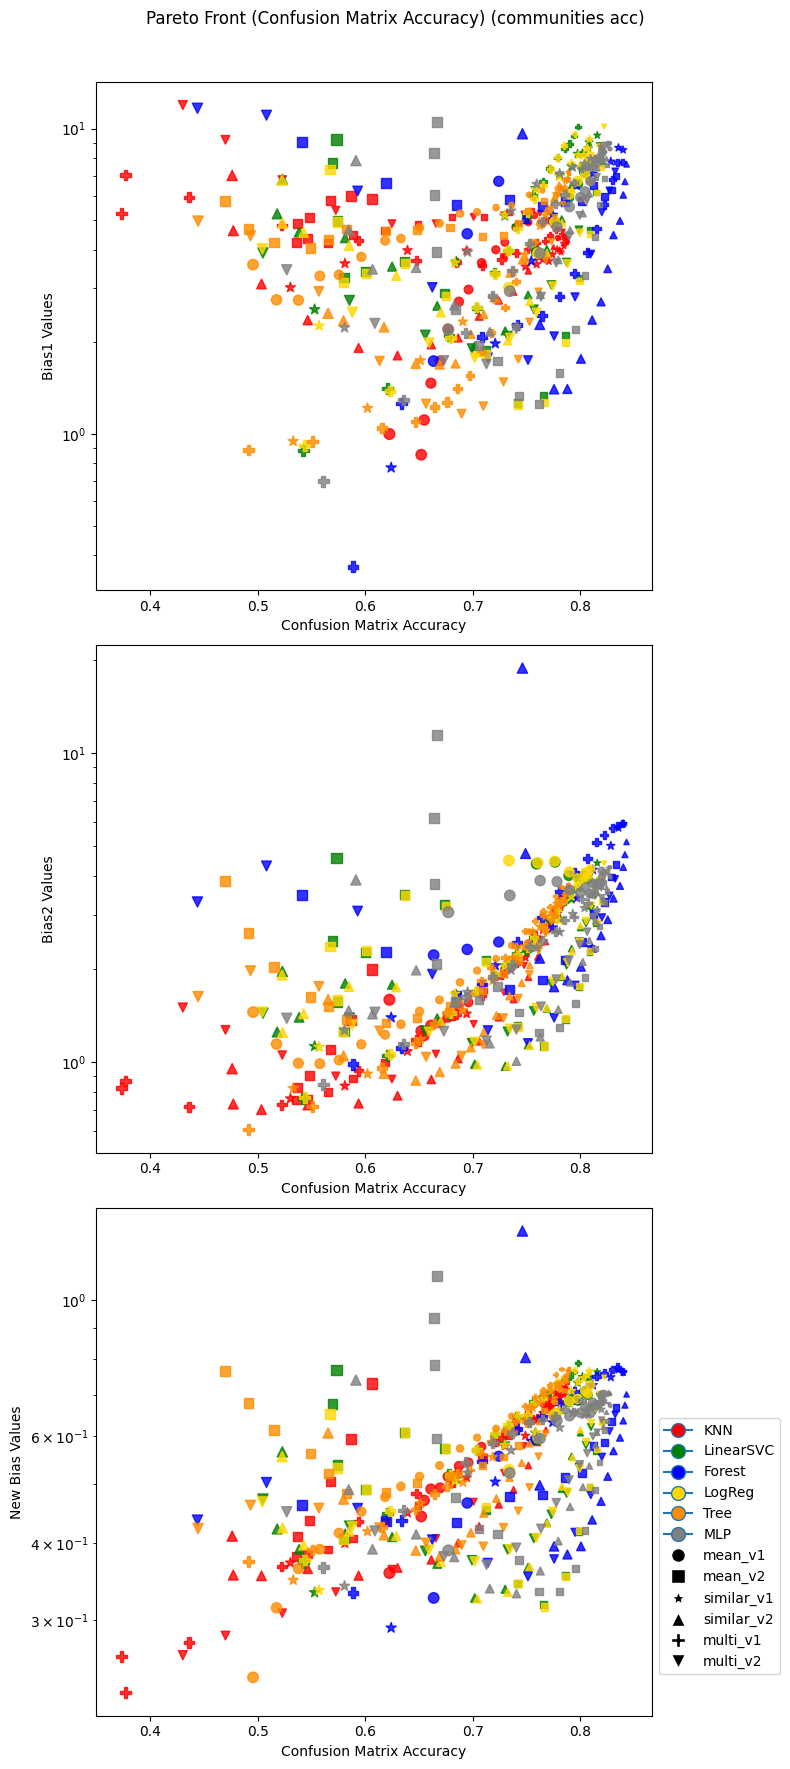 Pareto Front (Confusion Matrix Accuracy) (communities acc)
10¹
10⁰
Bias1 Values
0.4 0.5 0.6 0.7 0.8
Confusion Matrix Accuracy
10¹
10⁰
Bias2 Values
0.4 0.5 0.6 0.7 0.8
Confusion Matrix Accuracy
10⁰
6 × 10⁻¹
4 × 10⁻¹
3 × 10⁻¹
New Bias Values
0.4 0.5 0.6 0.7 0.8
Confusion Matrix Accuracy
KNN
LinearSVC
Forest
LogReg
Tree
MLP
mean_v1
mean_v2
similar_v1
similar_v2
multi_v1
multi_v2